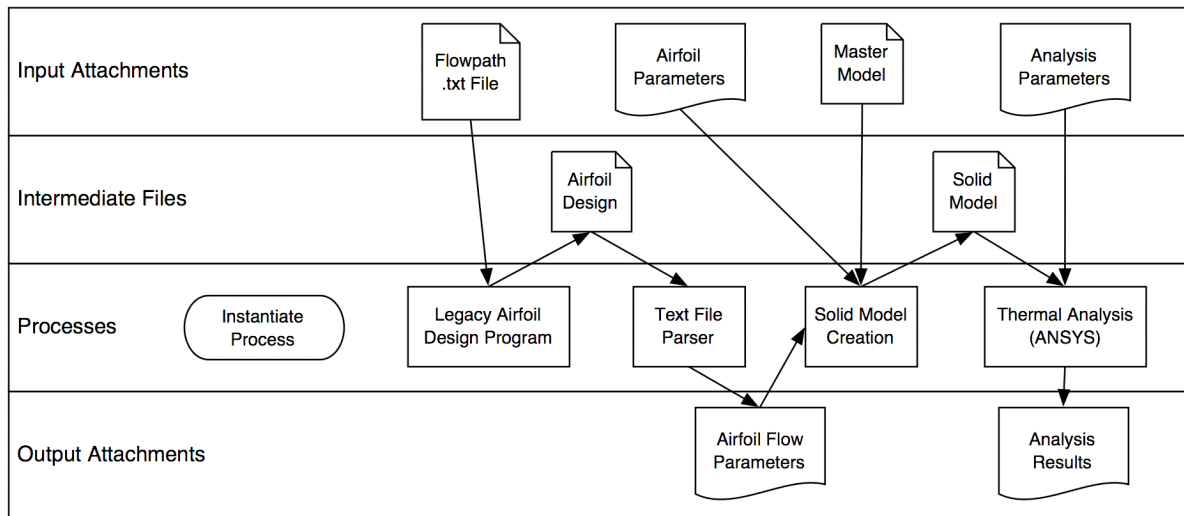 Input Attachments
Flowpath
.txt File
Airfoil
Parameters
Master
Model
Analysis
Parameters
Intermediate Files
Airfoil
Design
Solid
Model
Processes
Instantiate
Process
Legacy Airfoil
Design Program
Text File
Parser
Solid Model
Creation
Thermal Analysis
(ANSYS)
Output Attachments
Airfoil Flow
Parameters
Analysis
Results